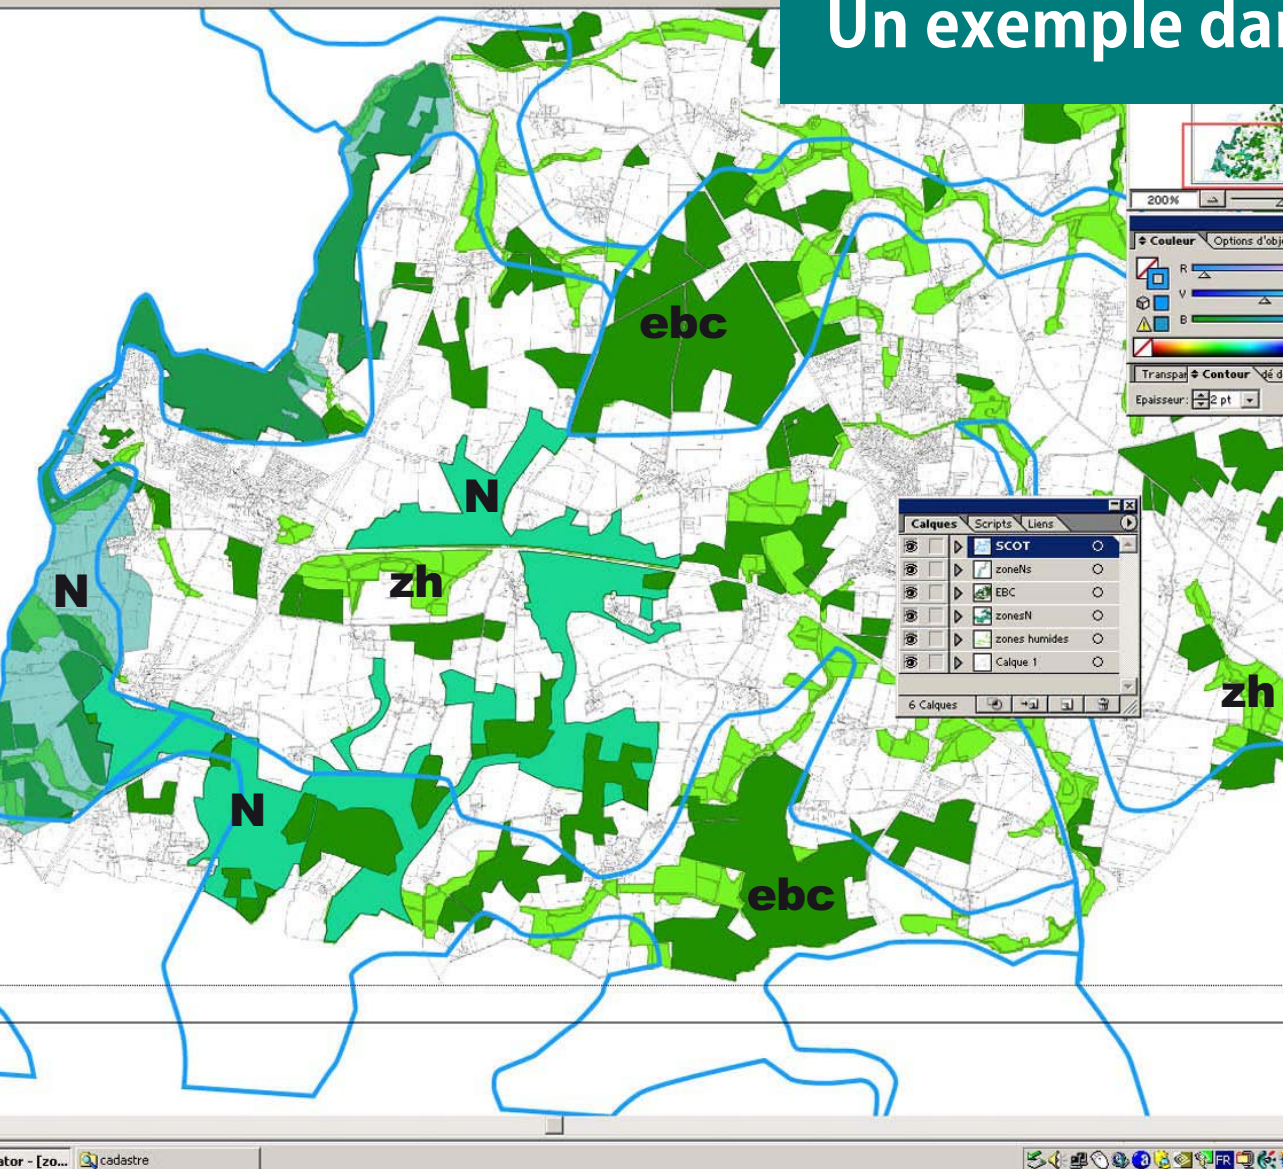 Un exemple dan
200%
Couleur Options d'obje
R
V
B
Transpar Contour dé d
Epaisseur: 2 pt
ebc
N
zh
N
Calques Scripts Liens
SCOT
zoneNs
EBC
zonesN
zones humides
Calque 1
6 Calques
zh
N
ebc
ator - [zo... cadastre
FR